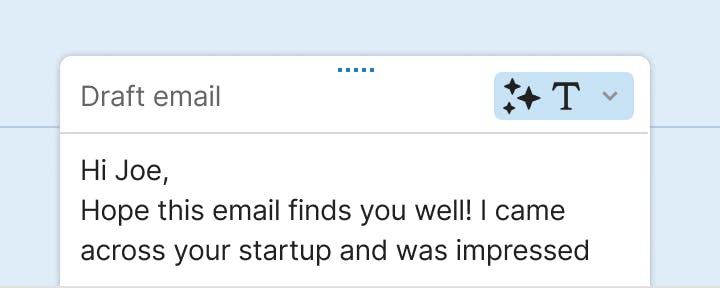 Draft email
T
Hi Joe,
Hope this email finds you well! I came
across your startup and was impressed